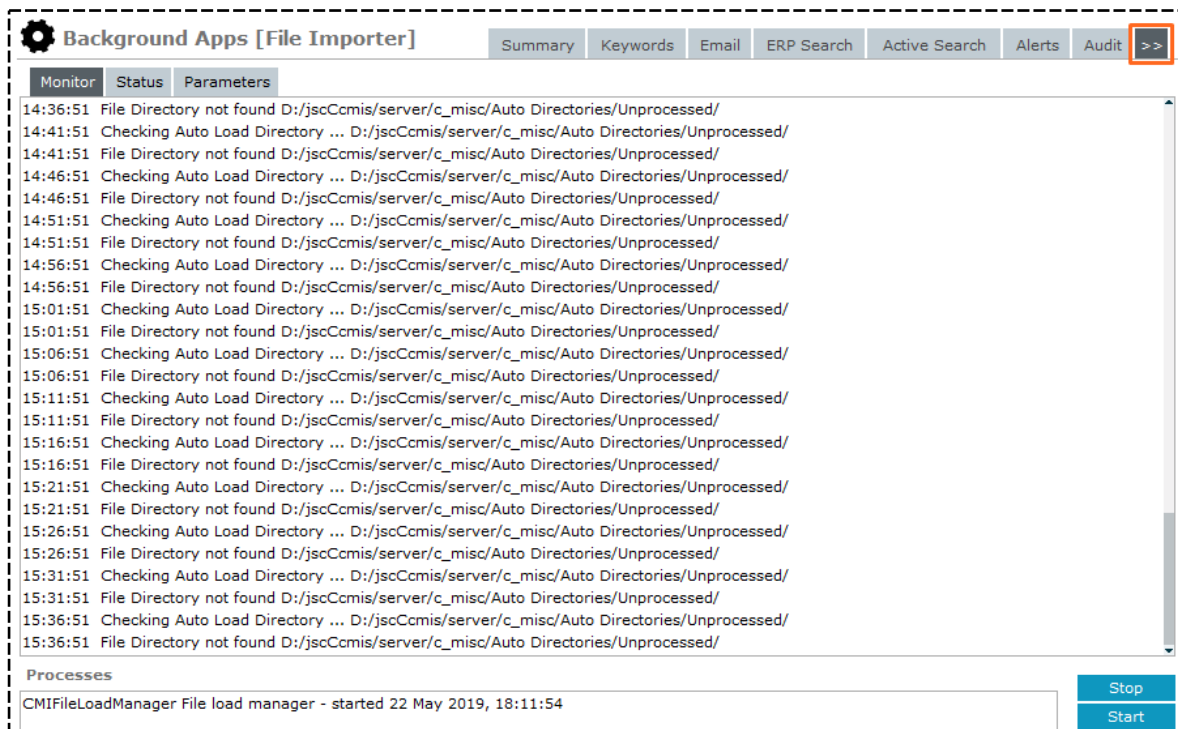 Background Apps [File Importer]
Summary Keywords Email ERP Search Active Search Alerts Audit >>
Monitor Status Parameters
14:36:51 File Directory not found D:/jscCcmis/server/c_misc/Auto Directories/Unprocessed/
14:41:51 Checking Auto Load Directory ... D:/jscCcmis/server/c_misc/Auto Directories/Unprocessed/
14:41:51 File Directory not found D:/jscCcmis/server/c_misc/Auto Directories/Unprocessed/
14:46:51 Checking Auto Load Directory ... D:/jscCcmis/server/c_misc/Auto Directories/Unprocessed/
14:46:51 File Directory not found D:/jscCcmis/server/c_misc/Auto Directories/Unprocessed/
14:51:51 Checking Auto Load Directory ... D:/jscCcmis/server/c_misc/Auto Directories/Unprocessed/
14:51:51 File Directory not found D:/jscCcmis/server/c_misc/Auto Directories/Unprocessed/
14:56:51 Checking Auto Load Directory ... D:/jscCcmis/server/c_misc/Auto Directories/Unprocessed/
14:56:51 File Directory not found D:/jscCcmis/server/c_misc/Auto Directories/Unprocessed/
15:01:51 Checking Auto Load Directory ... D:/jscCcmis/server/c_misc/Auto Directories/Unprocessed/
15:01:51 File Directory not found D:/jscCcmis/server/c_misc/Auto Directories/Unprocessed/
15:06:51 Checking Auto Load Directory ... D:/jscCcmis/server/c_misc/Auto Directories/Unprocessed/
15:06:51 File Directory not found D:/jscCcmis/server/c_misc/Auto Directories/Unprocessed/
15:11:51 Checking Auto Load Directory ... D:/jscCcmis/server/c_misc/Auto Directories/Unprocessed/
15:11:51 File Directory not found D:/jscCcmis/server/c_misc/Auto Directories/Unprocessed/
15:16:51 Checking Auto Load Directory ... D:/jscCcmis/server/c_misc/Auto Directories/Unprocessed/
15:16:51 File Directory not found D:/jscCcmis/server/c_misc/Auto Directories/Unprocessed/
15:21:51 Checking Auto Load Directory ... D:/jscCcmis/server/c_misc/Auto Directories/Unprocessed/
15:21:51 File Directory not found D:/jscCcmis/server/c_misc/Auto Directories/Unprocessed/
15:26:51 Checking Auto Load Directory ... D:/jscCcmis/server/c_misc/Auto Directories/Unprocessed/
15:26:51 File Directory not found D:/jscCcmis/server/c_misc/Auto Directories/Unprocessed/
15:31:51 Checking Auto Load Directory ... D:/jscCcmis/server/c_misc/Auto Directories/Unprocessed/
15:31:51 File Directory not found D:/jscCcmis/server/c_misc/Auto Directories/Unprocessed/
15:36:51 Checking Auto Load Directory ... D:/jscCcmis/server/c_misc/Auto Directories/Unprocessed/
15:36:51 File Directory not found D:/jscCcmis/server/c_misc/Auto Directories/Unprocessed/
Processes
CMIFileLoadManager File load manager - started 22 May 2019, 18:11:54
Stop
Start